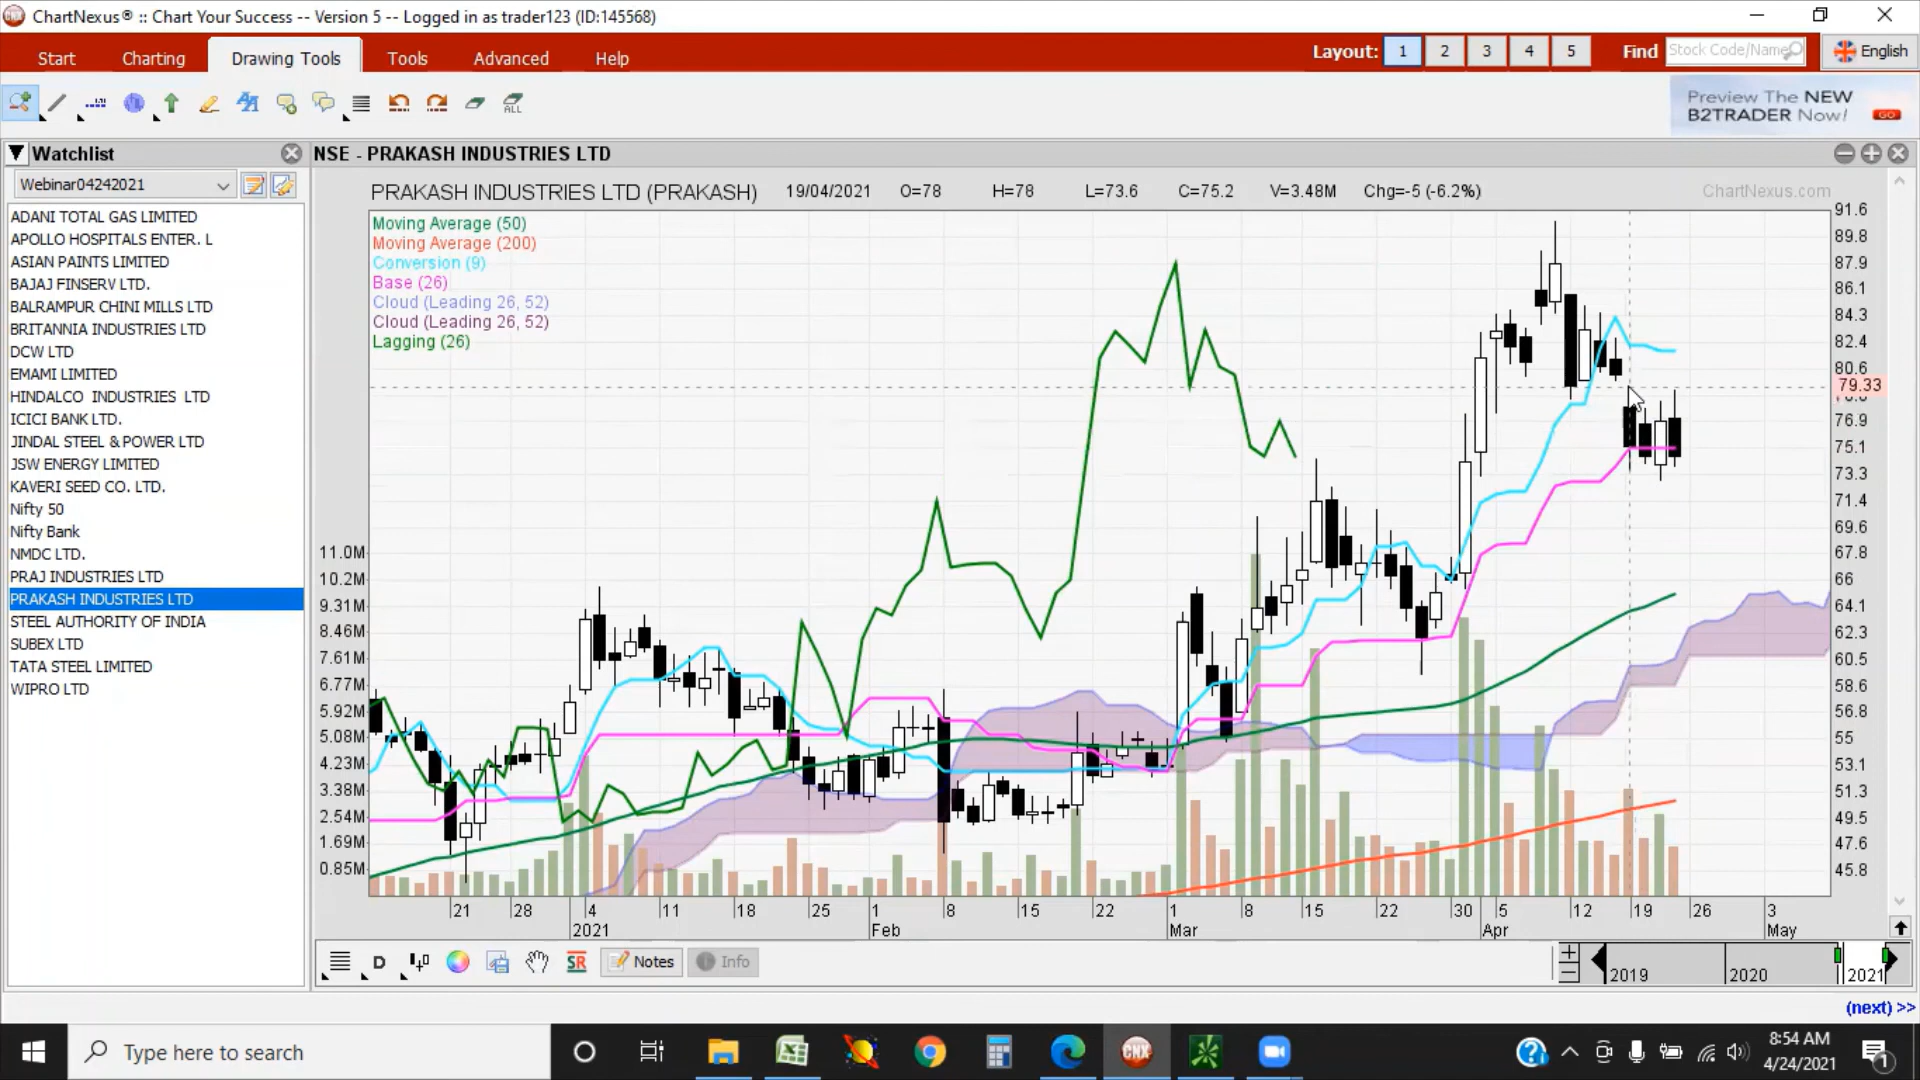 ChartNexus® :: Chart Your Success -- Version 5 -- Logged in as trader123 (ID:145568)
Start Charting Drawing Tools Tools Advanced Help Layout: 1 2 3 4 5 Find Stock Code/Name English
ALL
Preview The NEW
B2TRADER Now! GO
Watchlist
Webinar04242021
ADANI TOTAL GAS LIMITED
APOLLO HOSPITALS ENTER. L
ASIAN PAINTS LIMITED
BAJAJ FINSERV LTD.
BALRAMPUR CHINI MILLS LTD
BRITANNIA INDUSTRIES LTD
DCW LTD
EMAMI LIMITED
HINDALCO INDUSTRIES LTD
ICICI BANK LTD.
JINDAL STEEL & POWER LTD
JSW ENERGY LIMITED
KAVERI SEED CO. LTD.
Nifty 50
Nifty Bank
NMDC LTD.
PRAJ INDUSTRIES LTD
PRAKASH INDUSTRIES LTD
STEEL AUTHORITY OF INDIA
SUBEX LTD
TATA STEEL LIMITED
WIPRO LTD
NSE - PRAKASH INDUSTRIES LTD
PRAKASH INDUSTRIES LTD (PRAKASH) 19/04/2021 O=78 H=78 L=73.6 C=75.2 V=3.48M Chg=-5 (-6.2%) ChartNexus.com
Moving Average (50)
Moving Average (200)
Conversion (9)
Base (26)
Cloud (Leading 26, 52)
Cloud (Leading 26, 52)
Lagging (26)
91.6
89.8
87.9
86.1
84.3
82.4
80.6
79.33
76.9
75.1
73.3
71.4
69.6
67.8
66
64.1
62.3
60.5
58.6
56.8
55
53.1
51.3
49.5
47.6
45.8
11.0M
10.2M
9.31M
8.46M
7.61M
6.77M
5.92M
5.08M
4.23M
3.38M
2.54M
1.69M
0.85M
21 28 4 11 18 25 1 8 15 22 1 8 15 22 30 5 12 19 26 3
2021 Feb Mar Apr May
D SR Notes Info
2019 2020 2021
(next) >>
Type here to search
CNX
8:54 AM
4/24/2021
1